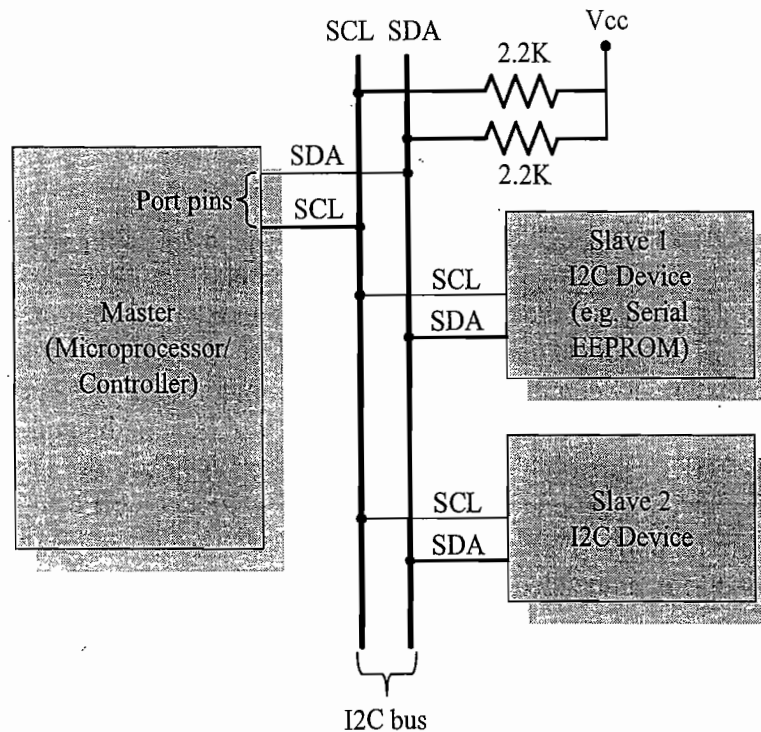 SCL SDA
Vcc
2.2K
2.2K
SDA
Port pins
SCL
Master
(Microprocessor/
Controller)
Slave 1
I2C Device
(e.g. Serial
EEPROM)
SCL
SDA
Slave 2
I2C Device
SCL
SDA
I2C bus